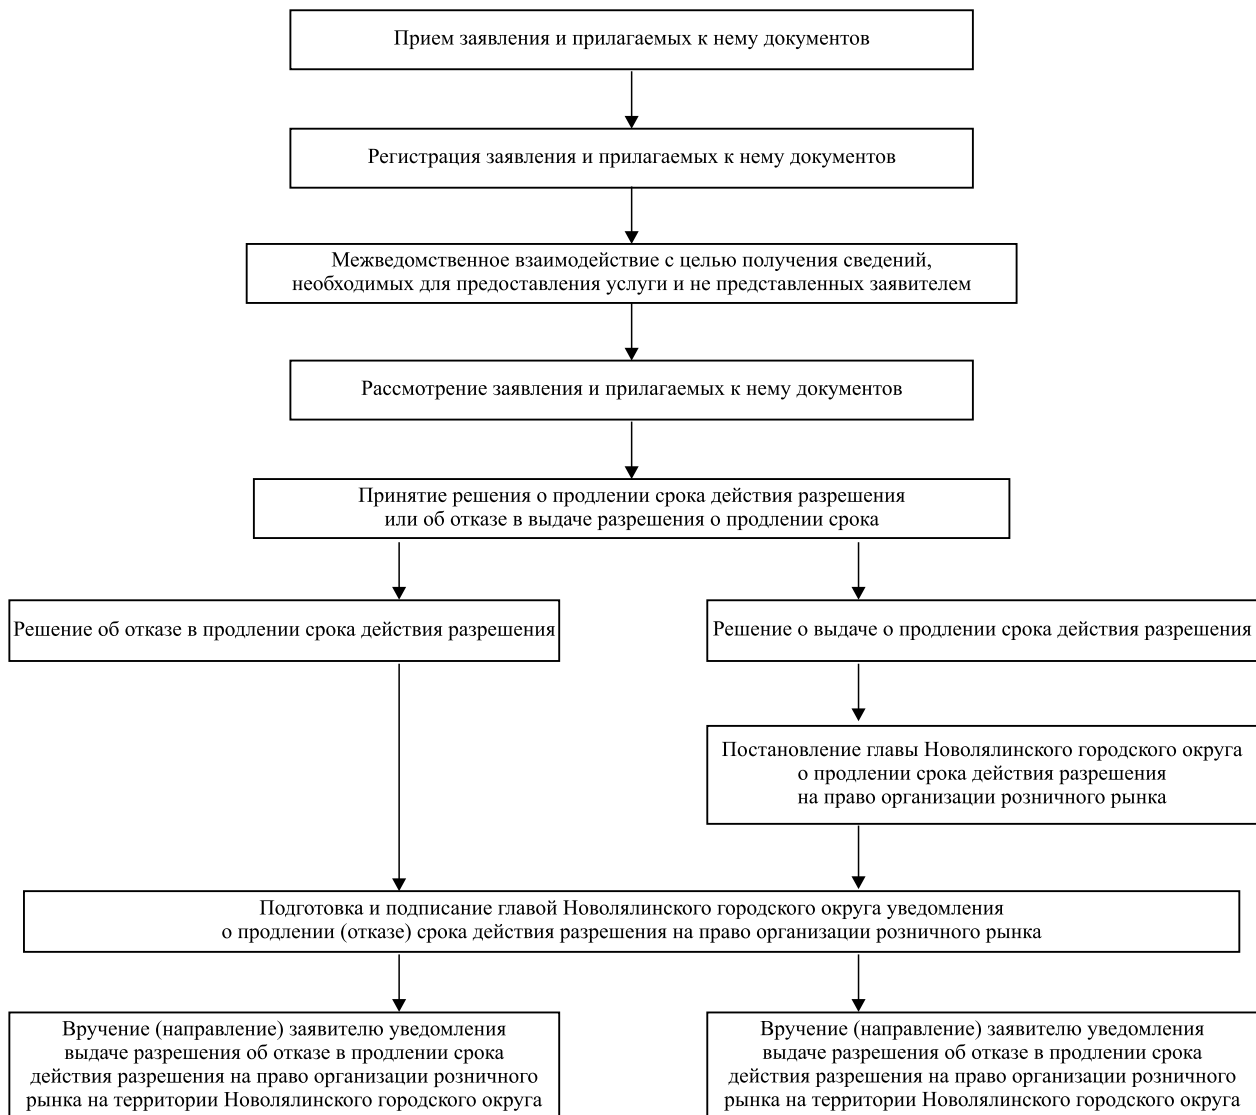 Прием заявления и прилагаемых к нему документов
Регистрация заявления и прилагаемых к нему документов
Межведомственное взаимодействие с целью получения сведений,
необходимых для предоставления услуги и не представленных заявителем
Рассмотрение заявления и прилагаемых к нему документов
Принятие решения о продлении срока действия разрешения
или об отказе в выдаче разрешения о продлении срока
Решение об отказе в продлении срока действия разрешения
Решение о выдаче о продлении срока действия разрешения
Постановление главы Новолялинского городского округа
о продлении срока действия разрешения
на право организации розничного рынка
Подготовка и подписание главой Новолялинского городского округа уведомления
о продлении (отказе) срока действия разрешения на право организации розничного рынка
Вручение (направление) заявителю уведомления
выдаче разрешения об отказе в продлении срока
действия разрешения на право организации розничного
рынка на территории Новолялинского городского округа
Вручение (направление) заявителю уведомления
выдаче разрешения об отказе в продлении срока
действия разрешения на право организации розничного
рынка на территории Новолялинского городского округа